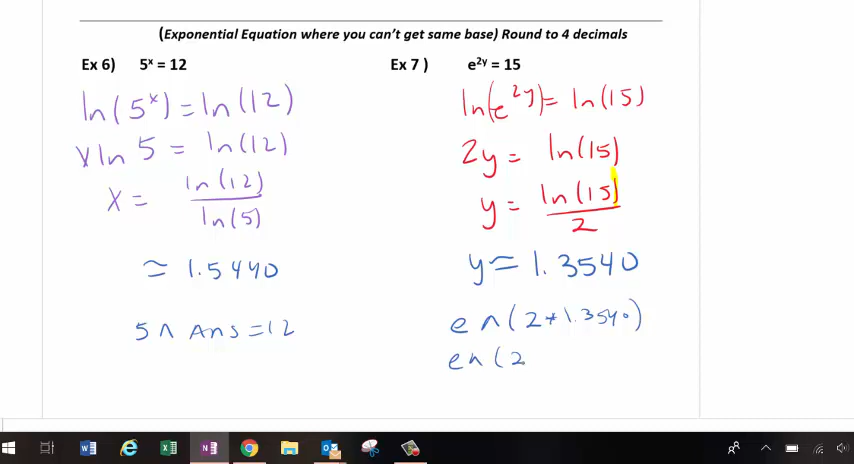 (Exponential Equation where you can't get same base) Round to 4 decimals
Ex 6) 5ˣ = 12
ln(5ˣ) = ln(12)
x ln 5 = ln(12)
x = ln(12)/ln(5)
≃ 1.5440
5 ^ Ans = 12
Ex 7 ) e²ʸ = 15
ln(e²ʸ) = ln(15)
2y = ln(15)
y = ln(15)/2
y ≃ 1.3540
e ^ (2*1.3540)
e^(2